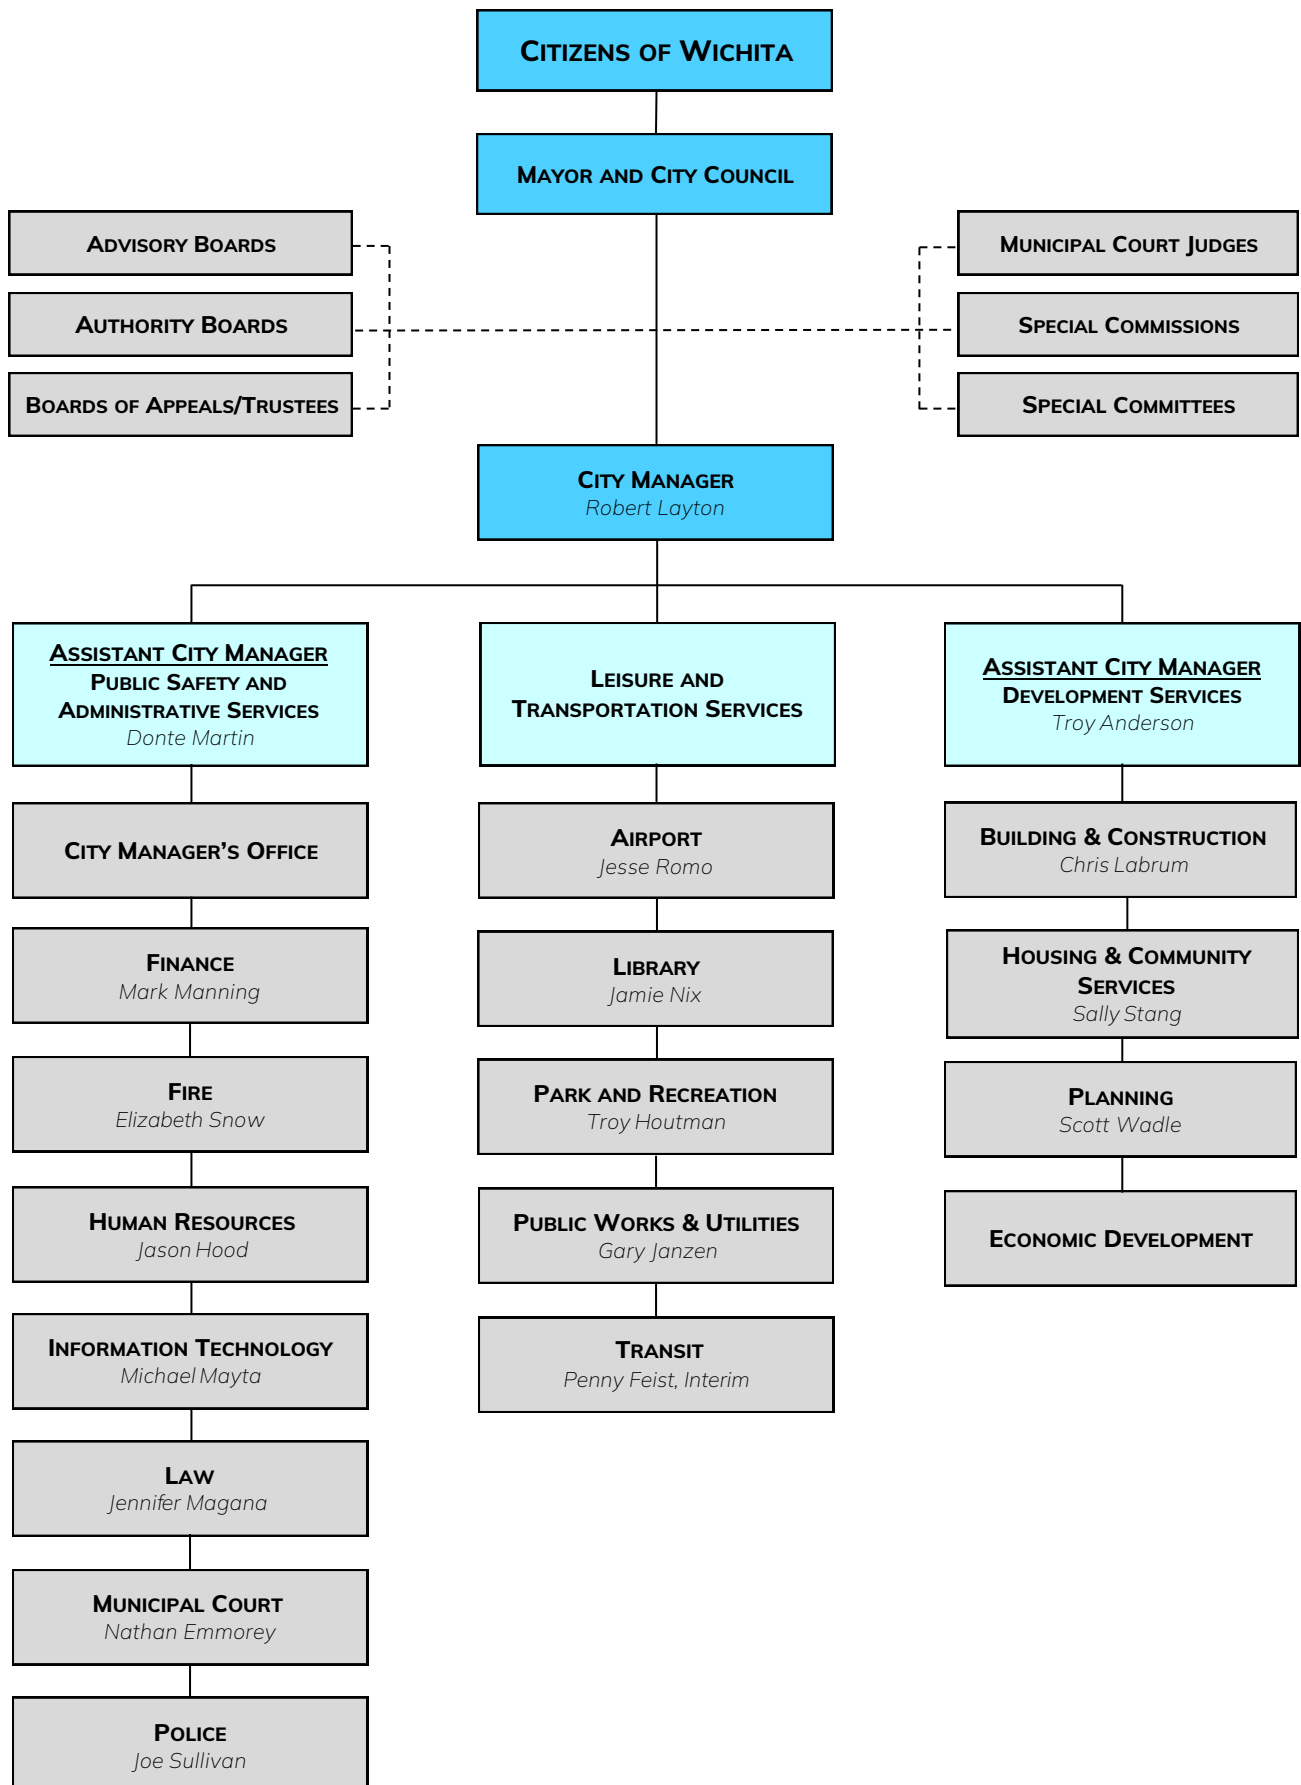 CITIZENS OF WICHITA
MAYOR AND CITY COUNCIL
ADVISORY BOARDS
AUTHORITY BOARDS
BOARDS OF APPEALS/TRUSTEES
MUNICIPAL COURT JUDGES
SPECIAL COMMISSIONS
SPECIAL COMMITTEES
CITY MANAGER
Robert Layton
ASSISTANT CITY MANAGER
PUBLIC SAFETY AND
ADMINISTRATIVE SERVICES
Donte Martin
CITY MANAGER’S OFFICE
FINANCE
Mark Manning
FIRE
Elizabeth Snow
HUMAN RESOURCES
Jason Hood
INFORMATION TECHNOLOGY
Michael Mayta
LAW
Jennifer Magana
MUNICIPAL COURT
Nathan Emmorey
POLICE
Joe Sullivan
LEISURE AND
TRANSPORTATION SERVICES
AIRPORT
Jesse Romo
LIBRARY
Jamie Nix
PARK AND RECREATION
Troy Houtman
PUBLIC WORKS & UTILITIES
Gary Janzen
TRANSIT
Penny Feist, Interim
ASSISTANT CITY MANAGER
DEVELOPMENT SERVICES
Troy Anderson
BUILDING & CONSTRUCTION
Chris Labrum
HOUSING & COMMUNITY
SERVICES
Sally Stang
PLANNING
Scott Wadle
ECONOMIC DEVELOPMENT